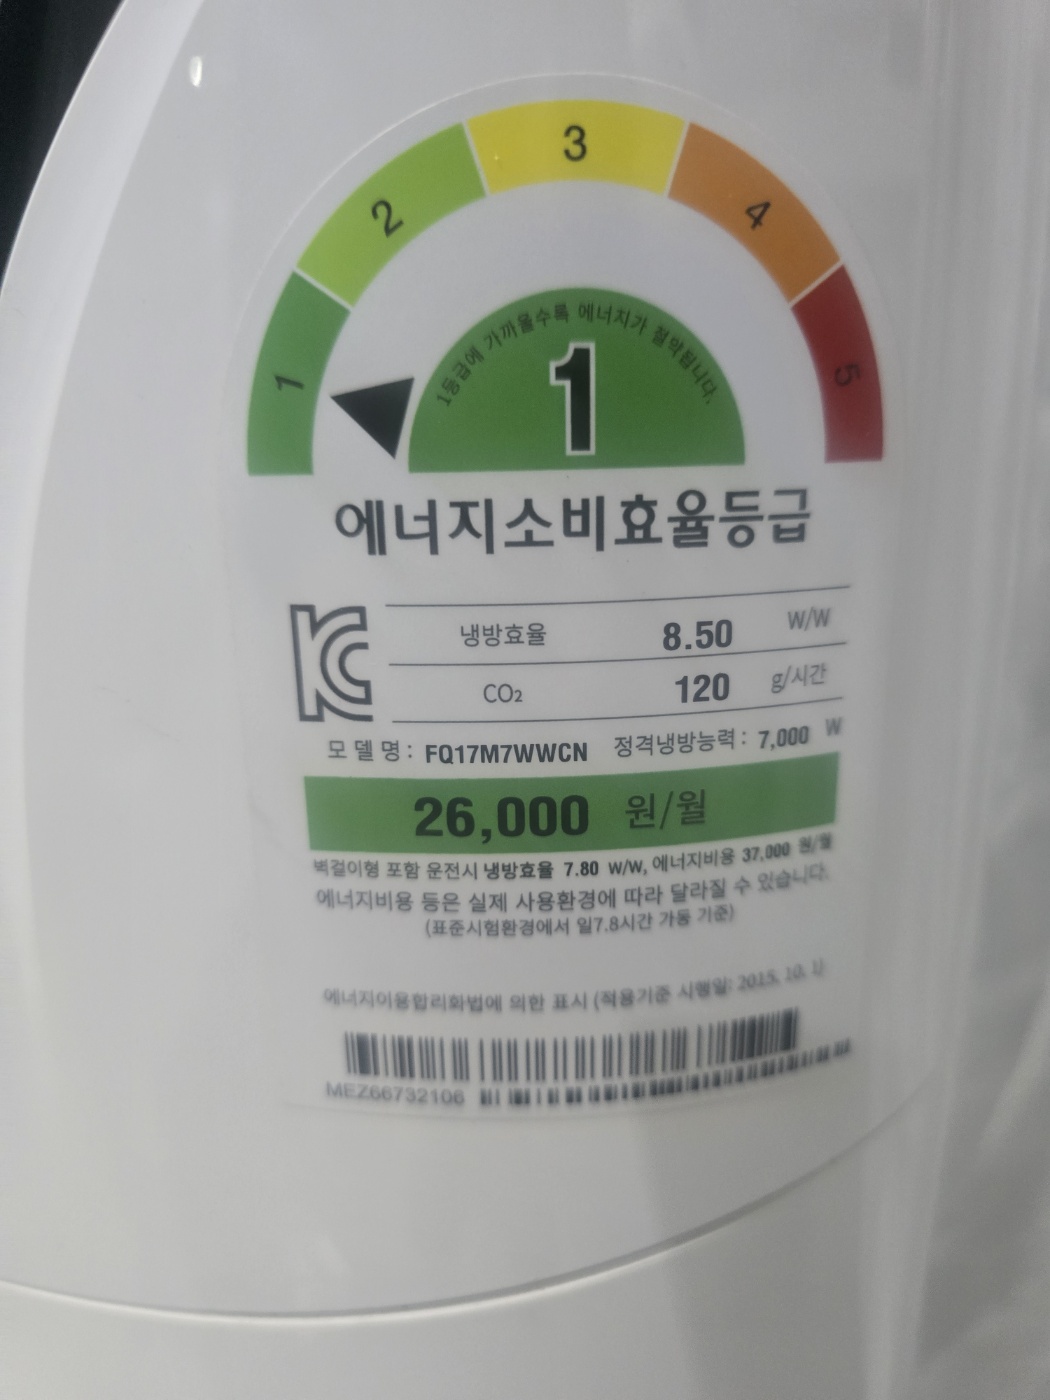 3
2
4
1
5
1등급에 가까울수록 에너지가 절약됩니다.
1
에너지소비효율등급
냉방효율 8.50 W/W
CO₂ 120 g/시간
모델명: FQ17M7WWCN 정격냉방능력: 7,000 W
26,000 원/월
벽걸이형 포함 운전시 냉방효율 7.80 W/W, 에너지비용 37,000 원/월
에너지비용 등은 실제 사용환경에 따라 달라질 수 있습니다.
(표준시험환경에서 일7.8시간 가동 기준)
에너지이용합리화법에 의한 표시 (적용기준 시행일: 2015. 10. 1)
MEZ66732106